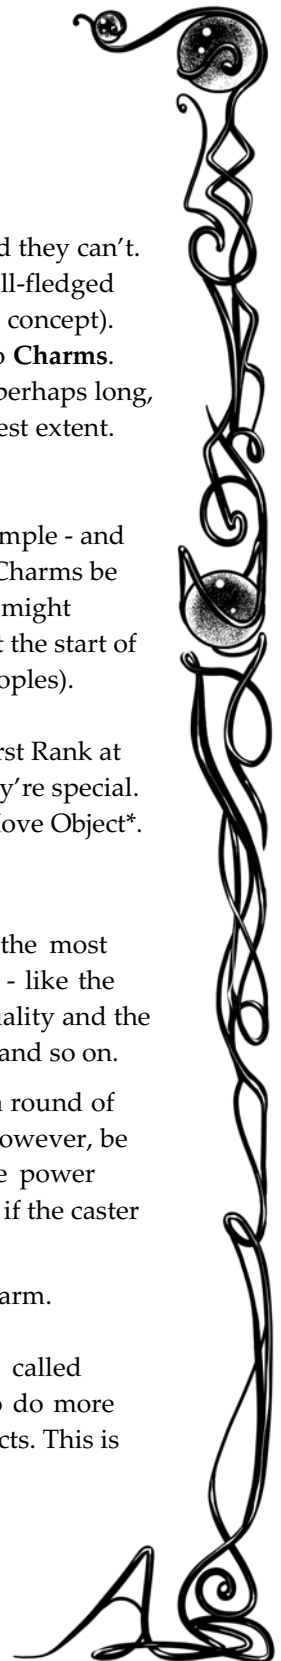 d they can't.
ll-fledged
concept).
o Charms.
perhaps long,
est extent.
mple - and
Charms be
might
t the start of
oples).
rst Rank at
y're special.
ove Object*.
the most
- like the
ality and the
and so on.
n round of
owever, be
e power
if the caster
arm.
called
o do more
cts. This is